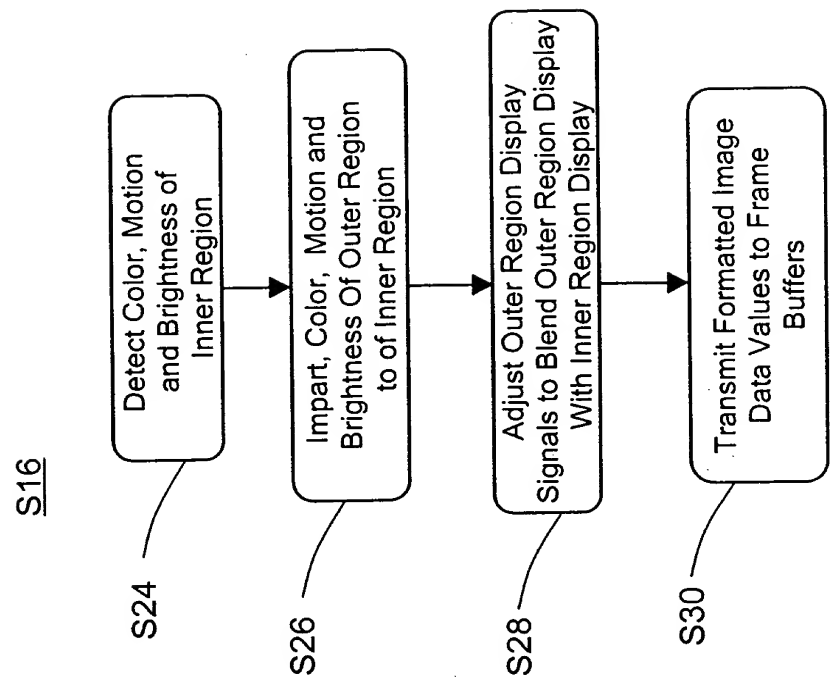 S16
S24
Detect Color, Motion
and Brightness of
Inner Region
S26
Impart, Color, Motion and
Brightness Of Outer Region
to of Inner Region
S28
Adjust Outer Region Display
Signals to Blend Outer Region Display
With Inner Region Display
S30
Transmit Formatted Image
Data Values to Frame
Buffers